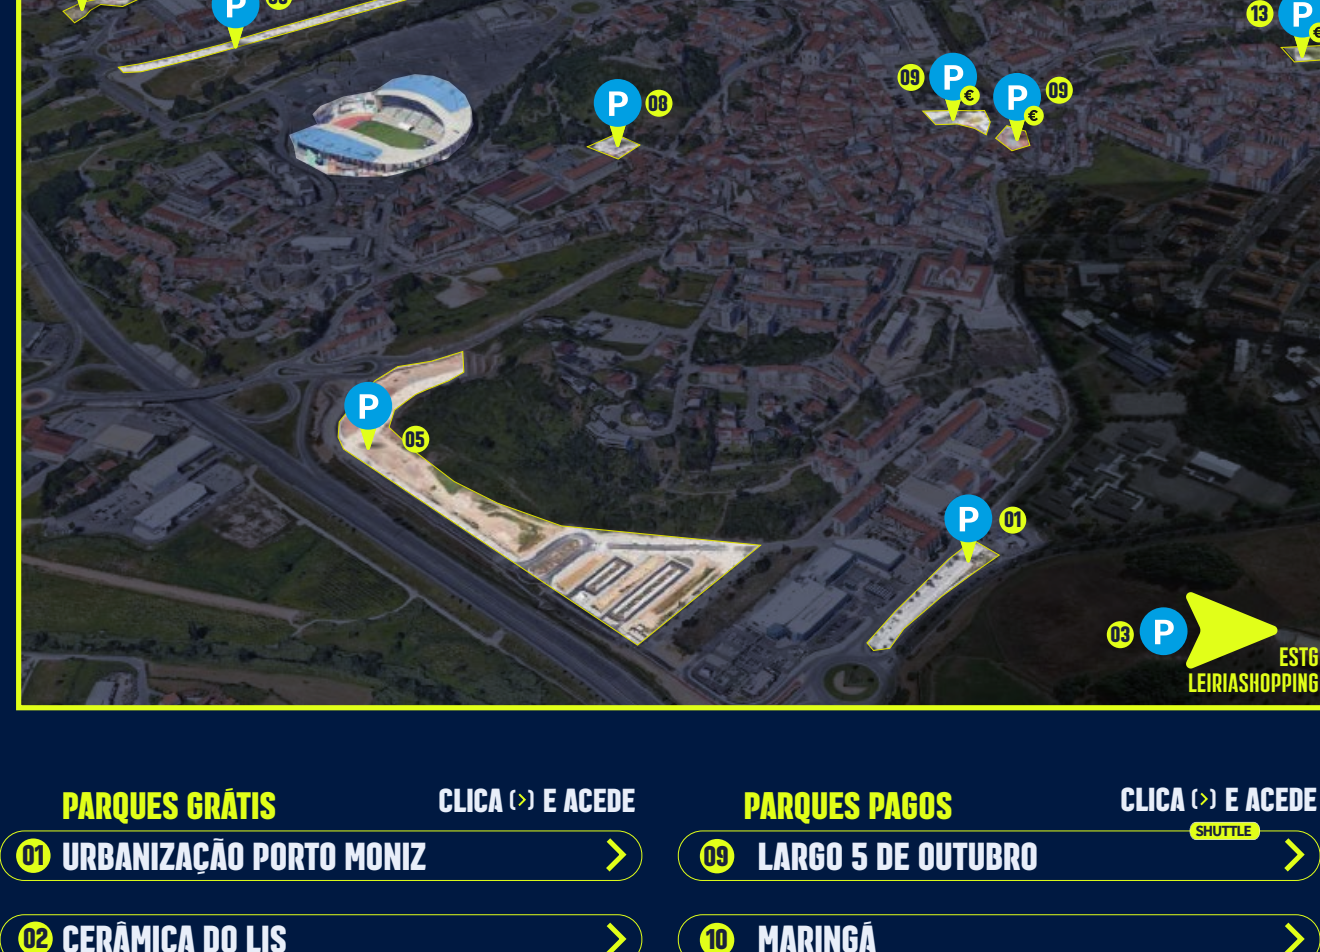 P
13 P €
09 P €
P 09
€
P 08
P
05
P 01
03 P
ESTG
LEIRIASHOPPING
PARQUES GRÁTIS
CLICA (>) E ACEDE
01 URBANIZAÇÃO PORTO MONIZ
02 CERÂMICA DO LIS
PARQUES PAGOS
CLICA (>) E ACEDE
SHUTTLE
09 LARGO 5 DE OUTUBRO
10 MARINGÁ